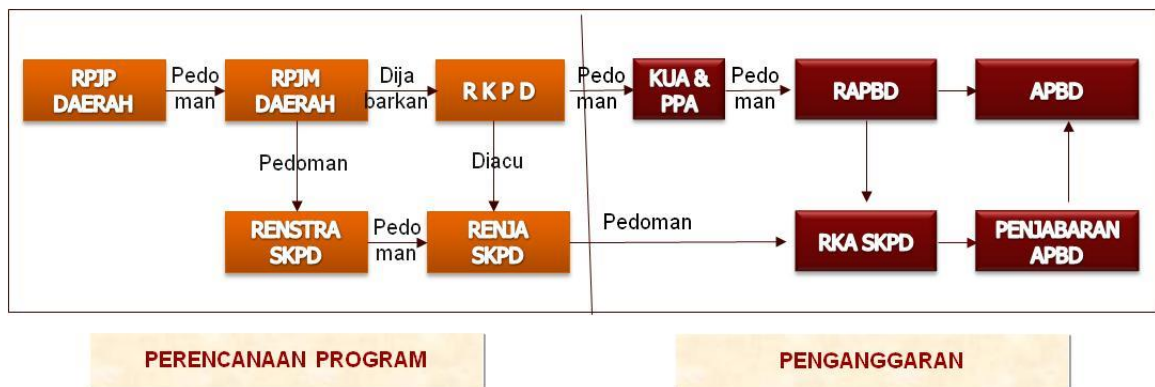 RPJP
DAERAH
Pedo
man
RPJM
DAERAH
Dija
barkan
R K P D
Pedo
man
KUA &
PPA
Pedo
man
RAPBD
APBD
Pedoman
Diacu
RENSTRA
SKPD
Pedo
man
RENJA
SKPD
Pedoman
RKA SKPD
PENJABARAN
APBD
PERENCANAAN PROGRAM
PENGANGGARAN